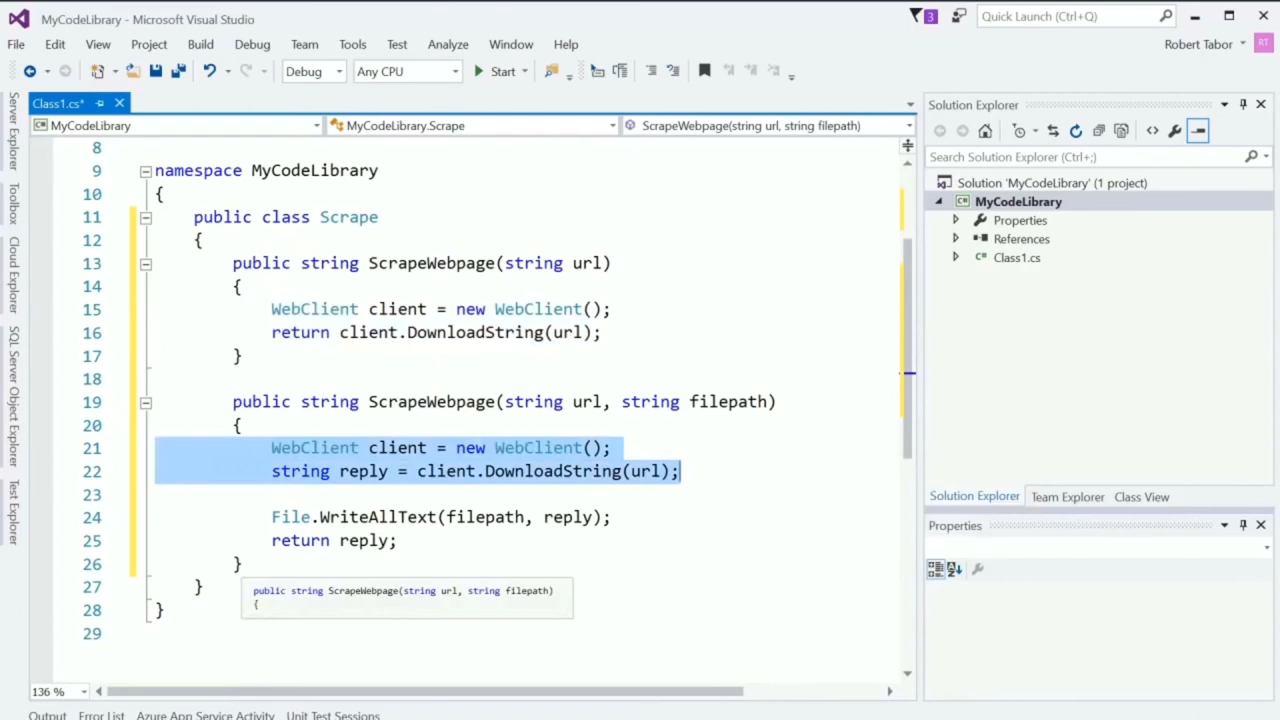 MyCodeLibrary - Microsoft Visual Studio
3
Quick Launch (Ctrl+Q)
File Edit View Project Build Debug Team Tools Test Analyze Window Help
Robert Tabor
RT
Debug Any CPU Start
Server Explorer
Toolbox
Cloud Explorer
SQL Server Object Explorer
Test Explorer
Class1.cs*
MyCodeLibrary MyCodeLibrary.Scrape ScrapeWebpage(string url, string filepath)
8
9 namespace MyCodeLibrary
10 {
11 public class Scrape
12 {
13 public string ScrapeWebpage(string url)
14 {
15 WebClient client = new WebClient();
16 return client.DownloadString(url);
17 }
18
19 public string ScrapeWebpage(string url, string filepath)
20 {
21 WebClient client = new WebClient();
22 string reply = client.DownloadString(url);
23
24 File.WriteAllText(filepath, reply);
25 return reply;
26 }
27 }
28 }
29
public string ScrapeWebpage(string url, string filepath)
{
136 %
Output Error List Azure App Service Activity Unit Test Sessions
Solution Explorer
Search Solution Explorer (Ctrl+;)
Solution 'MyCodeLibrary' (1 project)
C# MyCodeLibrary
Properties
References
C# Class1.cs
Solution Explorer Team Explorer Class View
Properties